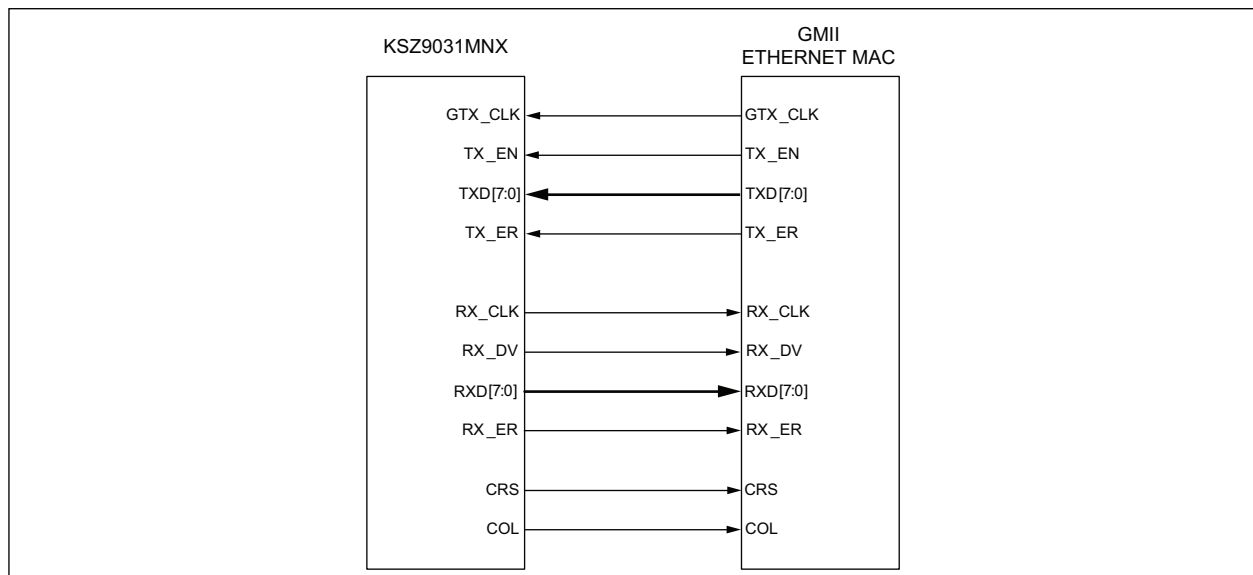 KSZ9031MNX
GMII
ETHERNET MAC
GTX_CLK GTX_CLK
TX_EN TX_EN
TXD[7:0] TXD[7:0]
TX_ER TX_ER
RX_CLK RX_CLK
RX_DV RX_DV
RXD[7:0] RXD[7:0]
RX_ER RX_ER
CRS CRS
COL COL